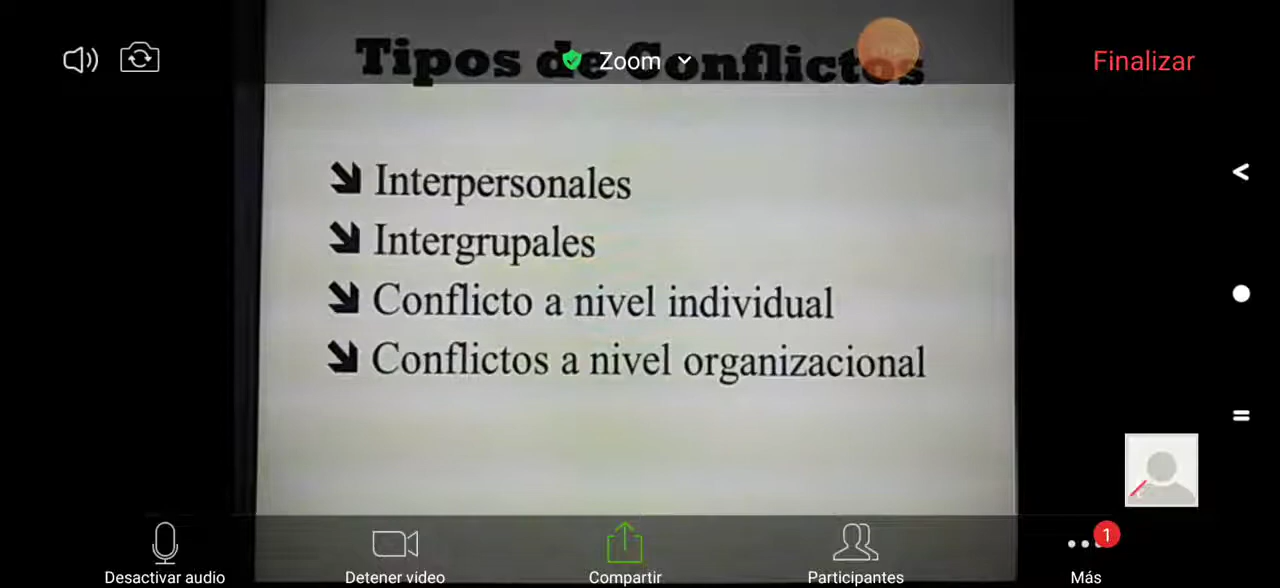 Tipos de Conflictos
Zoom
Finalizar
Interpersonales
Intergrupales
Conflicto a nivel individual
Conflictos a nivel organizacional
1
Desactivar audio
Detener video
Compartir
Participantes
Más